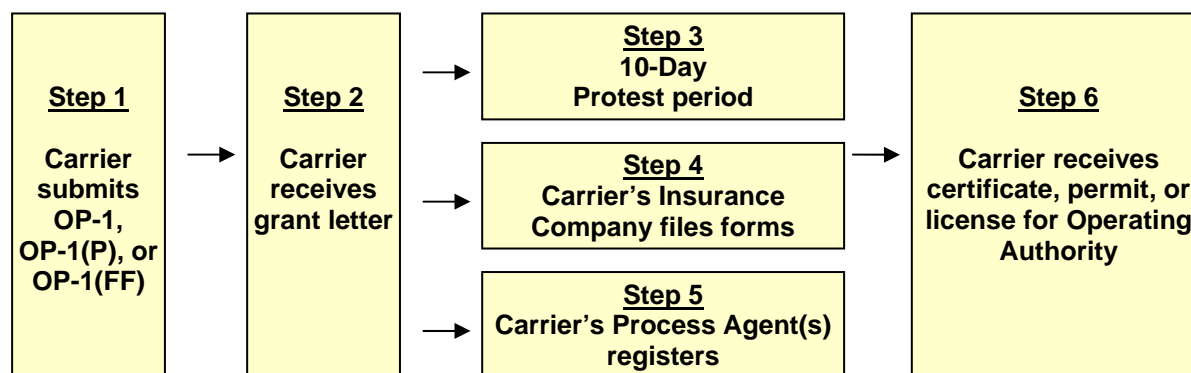 Step 1
Carrier
submits
OP-1,
OP-1(P), or
OP-1(FF)
Step 2
Carrier
receives
grant letter
Step 3
10-Day
Protest period
Step 4
Carrier’s Insurance
Company files forms
Step 5
Carrier’s Process Agent(s)
registers
Step 6
Carrier receives
certificate, permit, or
license for Operating
Authority